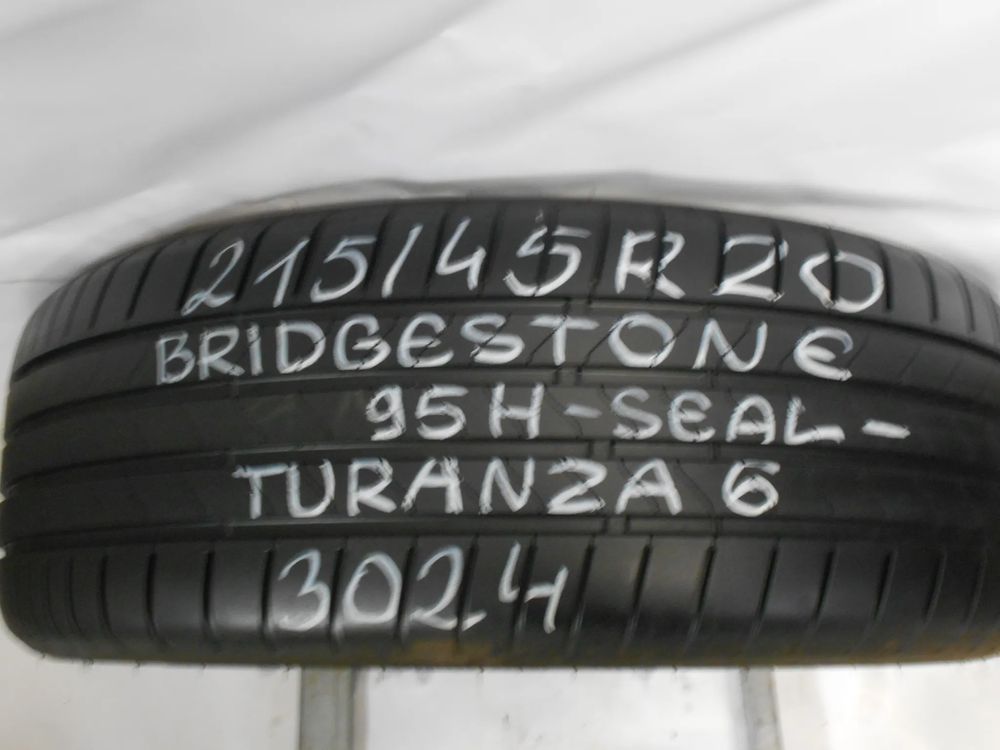 215/45R20
BRIDGESTONE
95H-SEAL-
TURANZA 6
3024